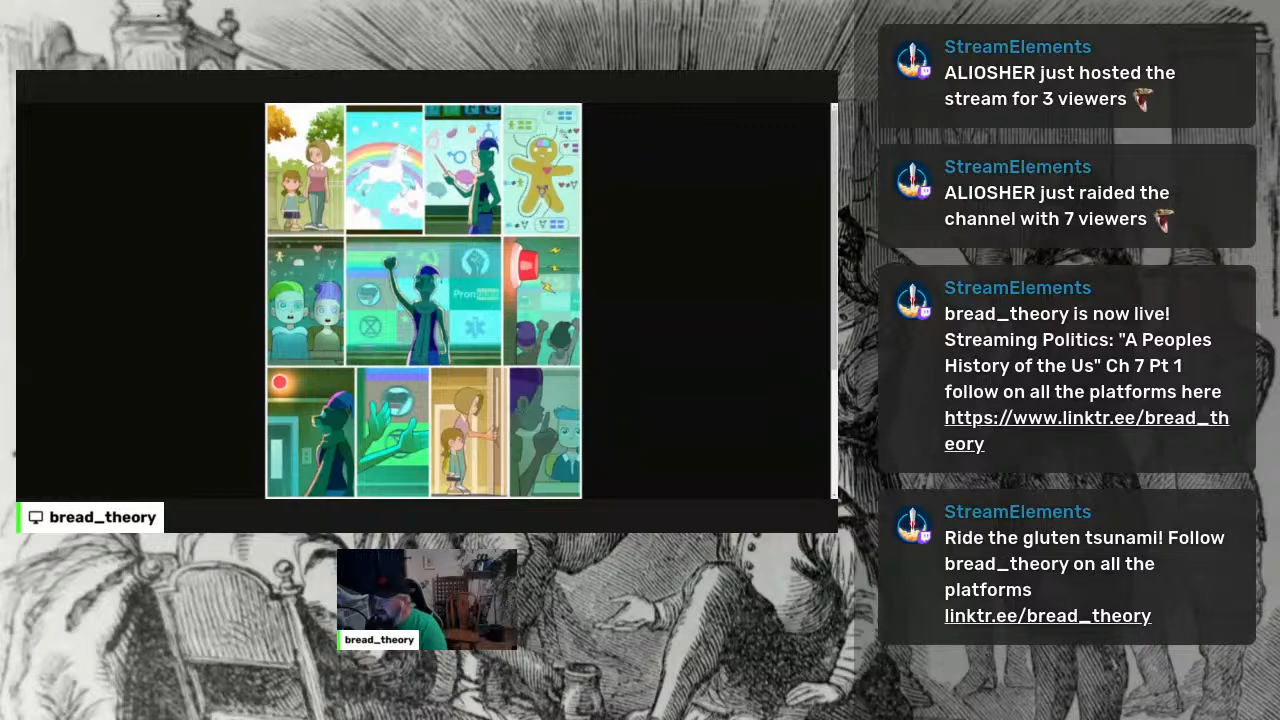 StreamElements
ALIOSHER just hosted the
stream for 3 viewers
StreamElements
ALIOSHER just raided the
channel with 7 viewers
StreamElements
bread_theory is now live!
Streaming Politics: "A Peoples
History of the Us" Ch 7 Pt 1
follow on all the platforms here
https://www.linktr.ee/bread_th
eory
StreamElements
Ride the gluten tsunami! Follow
bread_theory on all the
platforms
linktr.ee/bread_theory
bread_theory
bread_theory